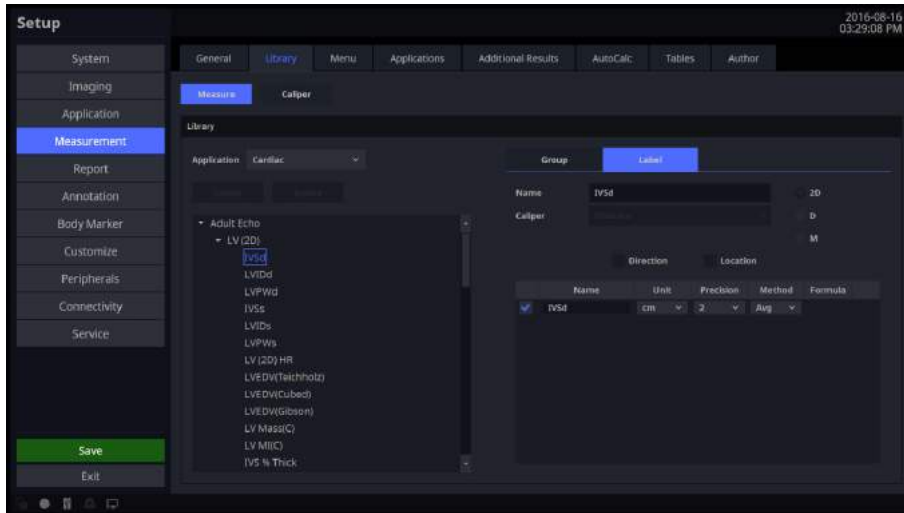 Setup
2016-08-16
03:29:08 PM
System
Imaging
Application
Measurement
Report
Annotation
Body Marker
Customize
Peripherals
Connectivity
Service
Save
Exit
General Library Menu Applications Additional Results AutoCalc Tables Author
Measure Caliper
Library
Application Cardiac
Adult Echo
LV (2D)
IVSd
LVIDd
LVPWd
IVSs
LVIDs
LVPWs
LV (2D) HR
LVEDV(Teichholz)
LVEDV(Cubed)
LVEDV(Gibson)
LV Mass(C)
LV MI(C)
IVS % Thick
Group Label
Name IVSd 2D
Caliper D
M
Direction Location
Name Unit Precision Method Formula
IVSd cm 2 Avg